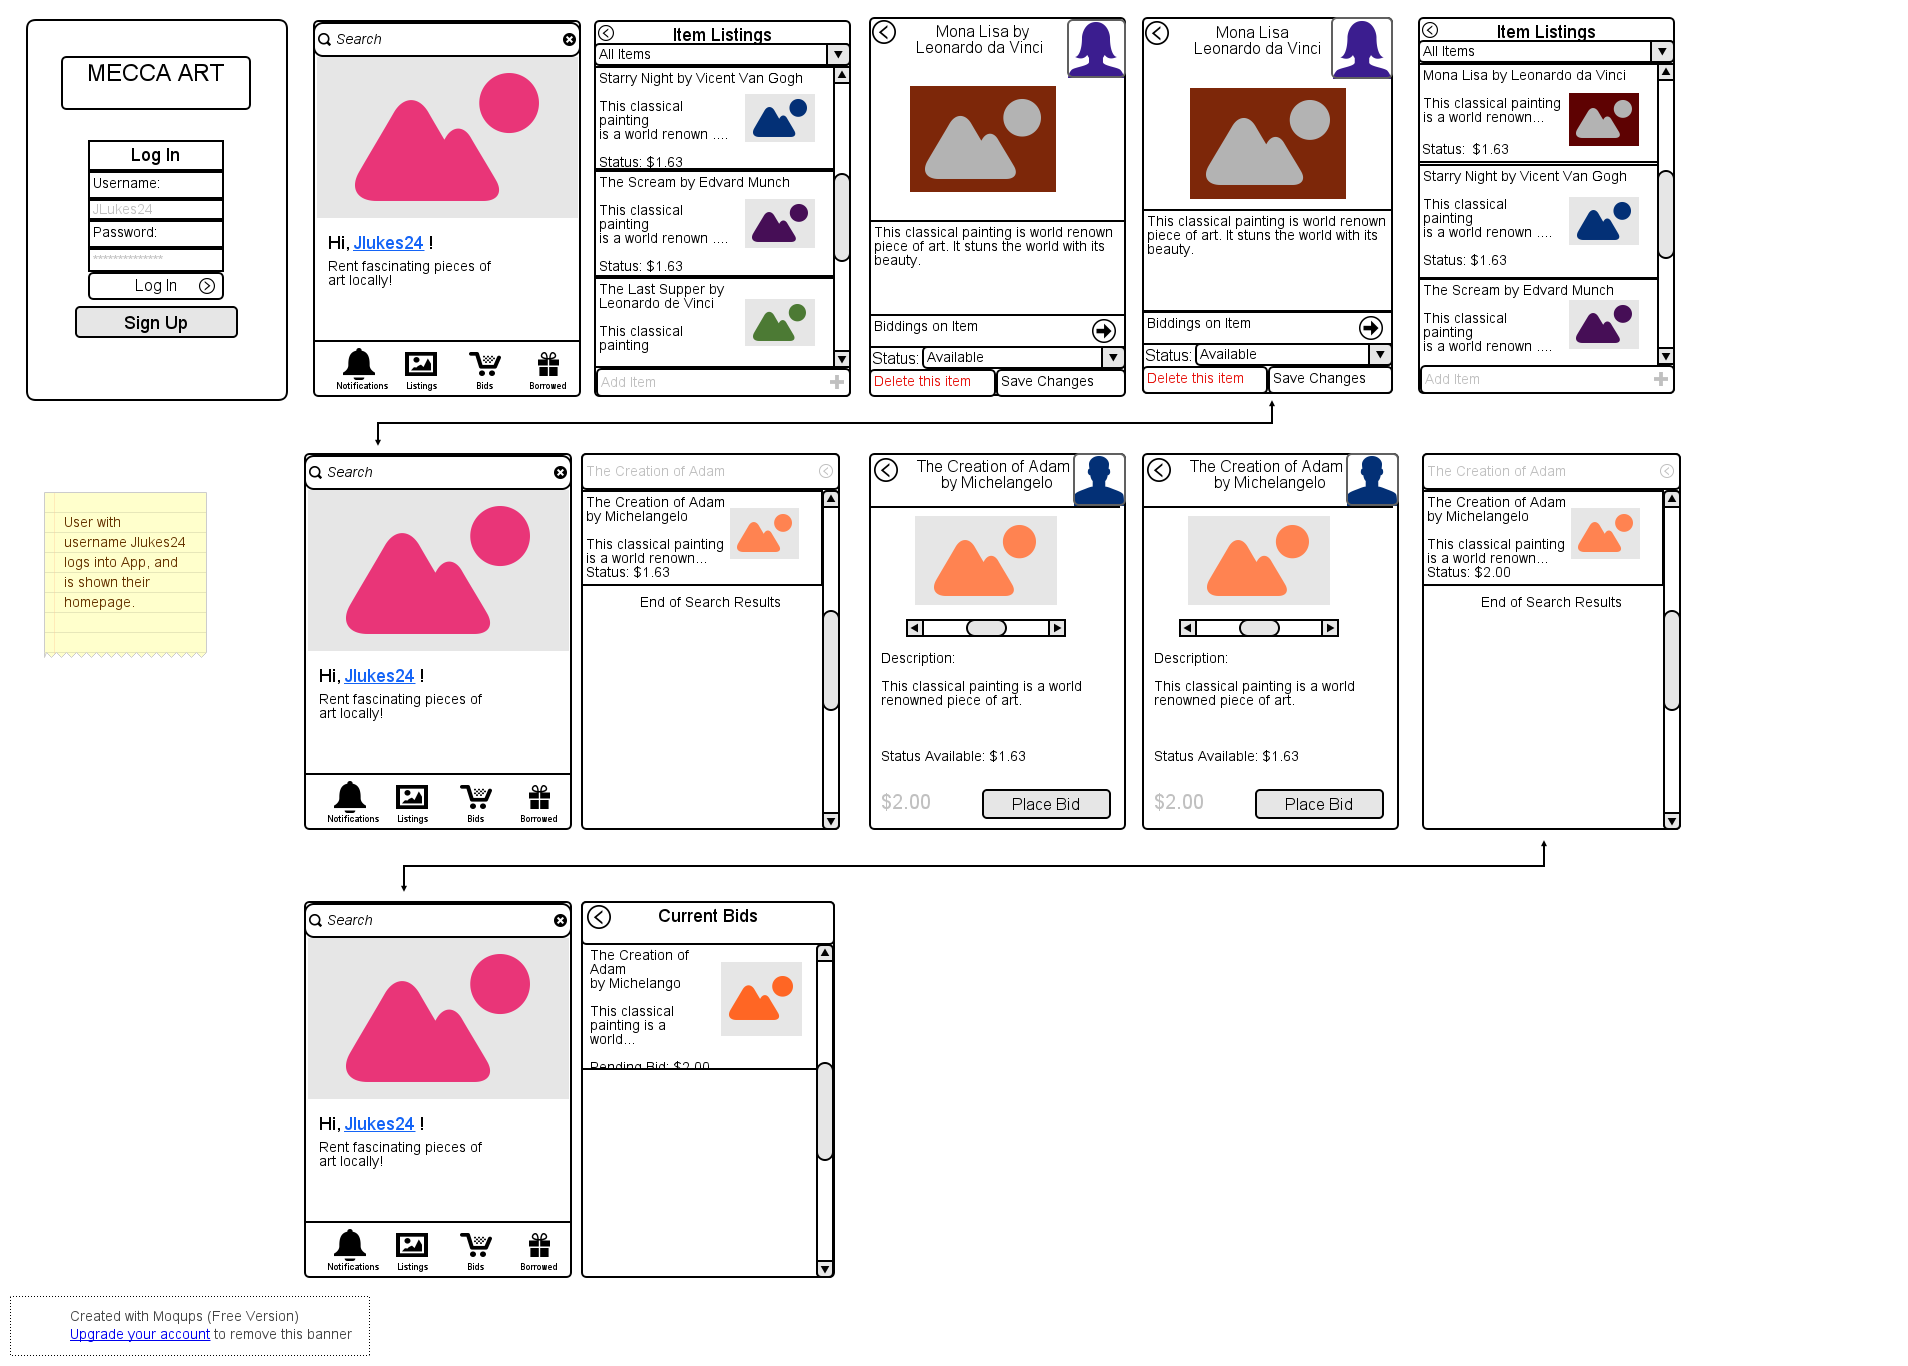 MECCA ART
Log In
Username:
JLukes24
Password:
**************
Log In
Sign Up
Search
Hi, Jlukes24 !
Rent fascinating pieces of
art locally!
Notifications
Listings
Bids
Borrowed
Item Listings
All Items
Starry Night by Vicent Van Gogh
This classical
painting
is a world renown ....
Status: $1.63
The Scream by Edvard Munch
This classical
painting
is a world renown ....
Status: $1.63
The Last Supper by
Leonardo de Vinci
This classical
painting
Add Item
Mona Lisa by
Leonardo da Vinci
This classical painting is world renown
piece of art. It stuns the world with its
beauty.
Biddings on Item
Status: Available
Delete this item
Save Changes
Mona Lisa
Leonardo da Vinci
This classical painting is world renown
piece of art. It stuns the world with its
beauty.
Biddings on Item
Status: Available
Delete this item
Save Changes
Item Listings
All Items
Mona Lisa by Leonardo da Vinci
This classical painting
is a world renown...
Status: $1.63
Starry Night by Vicent Van Gogh
This classical
painting
is a world renown ....
Status: $1.63
The Scream by Edvard Munch
This classical
painting
is a world renown ....
Add Item
User with
username Jlukes24
logs into App, and
is shown their
homepage.
Search
Hi, Jlukes24 !
Rent fascinating pieces of
art locally!
Notifications
Listings
Bids
Borrowed
The Creation of Adam
The Creation of Adam
by Michelangelo
This classical painting
is a world renown...
Status: $1.63
End of Search Results
The Creation of Adam
by Michelangelo
Description:
This classical painting is a world
renowned piece of art.
Status Available: $1.63
$2.00
Place Bid
The Creation of Adam
by Michelangelo
Description:
This classical painting is a world
renowned piece of art.
Status Available: $1.63
$2.00
Place Bid
The Creation of Adam
The Creation of Adam
by Michelangelo
This classical painting
is a world renown...
Status: $2.00
End of Search Results
Search
Hi, Jlukes24 !
Rent fascinating pieces of
art locally!
Notifications
Listings
Bids
Borrowed
Current Bids
The Creation of
Adam
by Michelango
This classical
painting is a
world...
Pending Bid: $2.00
Created with Moqups (Free Version)
Upgrade your account to remove this banner